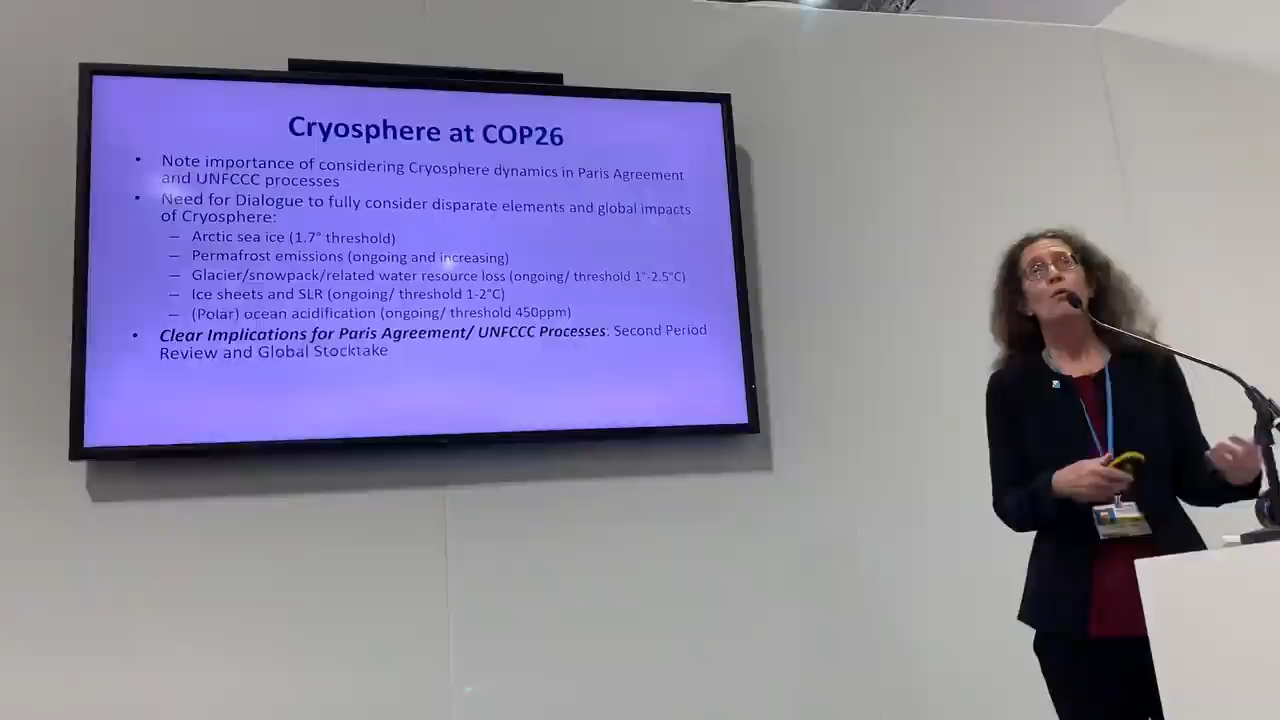 Cryosphere at COP26
• Note importance of considering Cryosphere dynamics in Paris Agreement
and UNFCCC processes
• Need for Dialogue to fully consider disparate elements and global impacts
of Cryosphere:
– Arctic sea ice (1.7° threshold)
– Permafrost emissions (ongoing and increasing)
– Glacier/snowpack/related water resource loss (ongoing/ threshold 1°-2.5°C)
– Ice sheets and SLR (ongoing/ threshold 1-2°C)
– (Polar) ocean acidification (ongoing/ threshold 450ppm)
• Clear Implications for Paris Agreement/ UNFCCC Processes: Second Period
Review and Global Stocktake